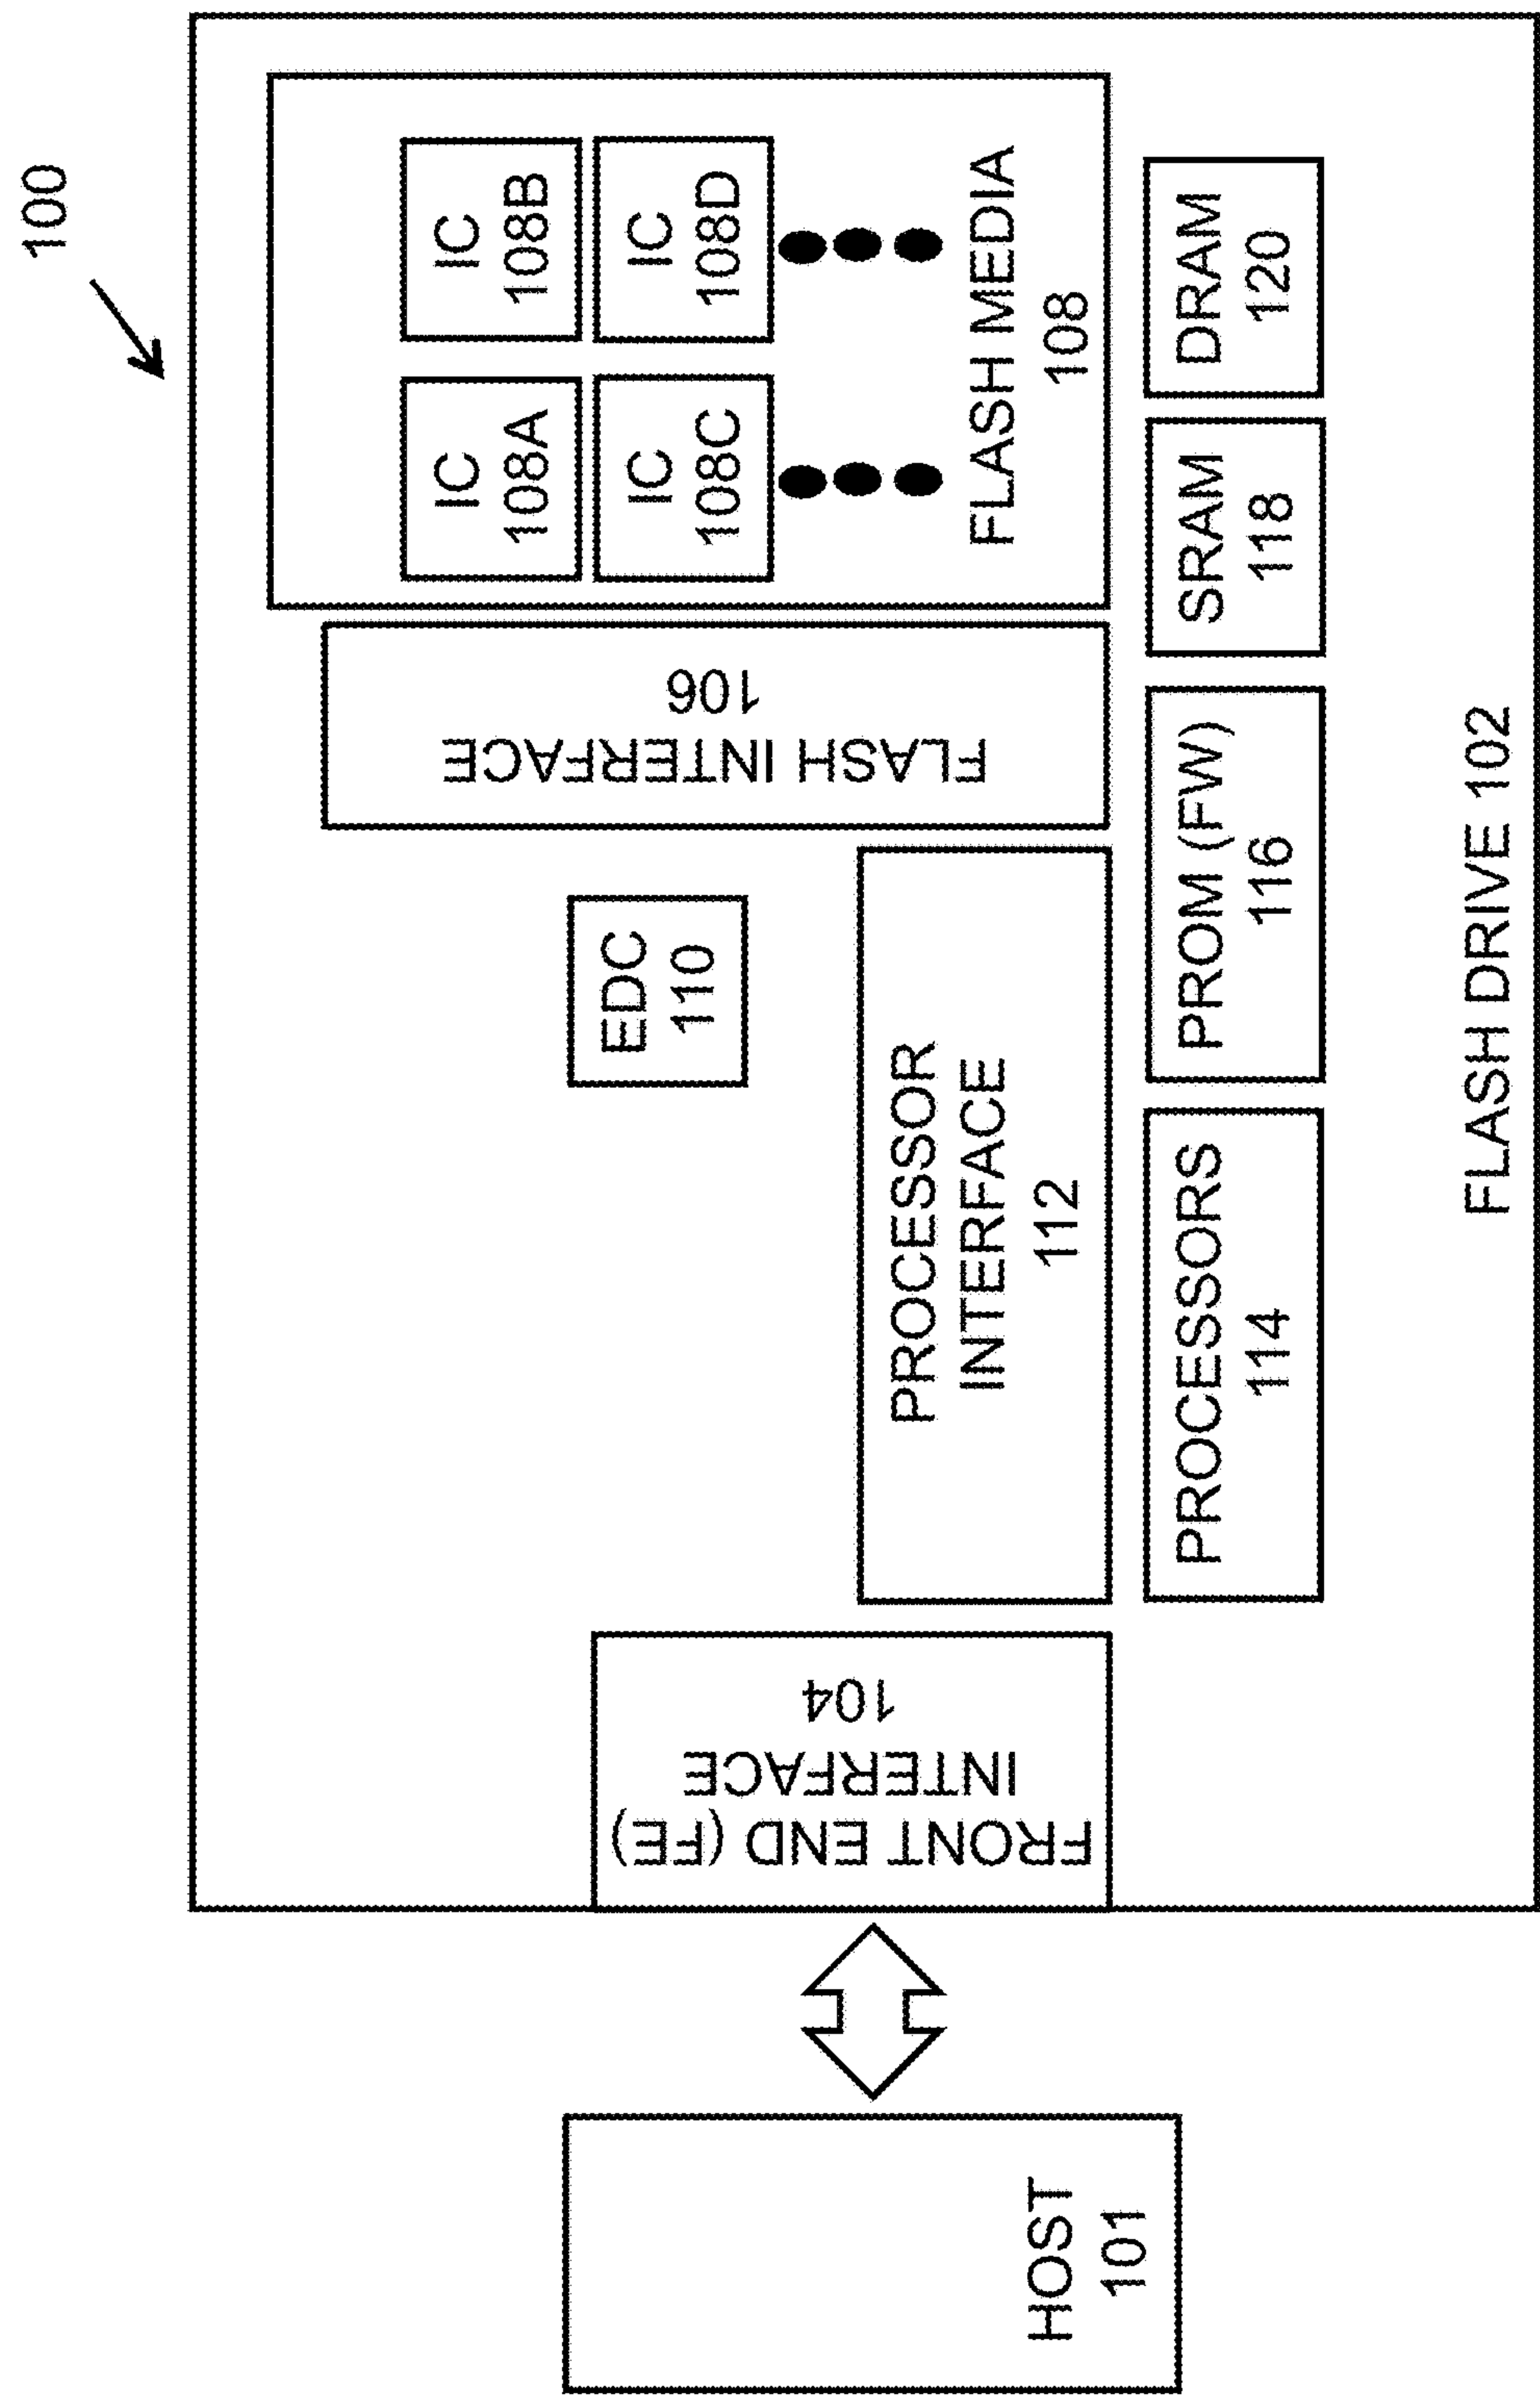 100
HOST
101
FRONT END (FE)
INTERFACE
104
PROCESSOR
INTERFACE
112
EDC
110
FLASH INTERFACE
106
IC
108A
IC
108B
IC
108C
IC
108D
FLASH MEDIA
108
PROCESSORS
114
PROM (FW)
116
SRAM
118
DRAM
120
FLASH DRIVE 102